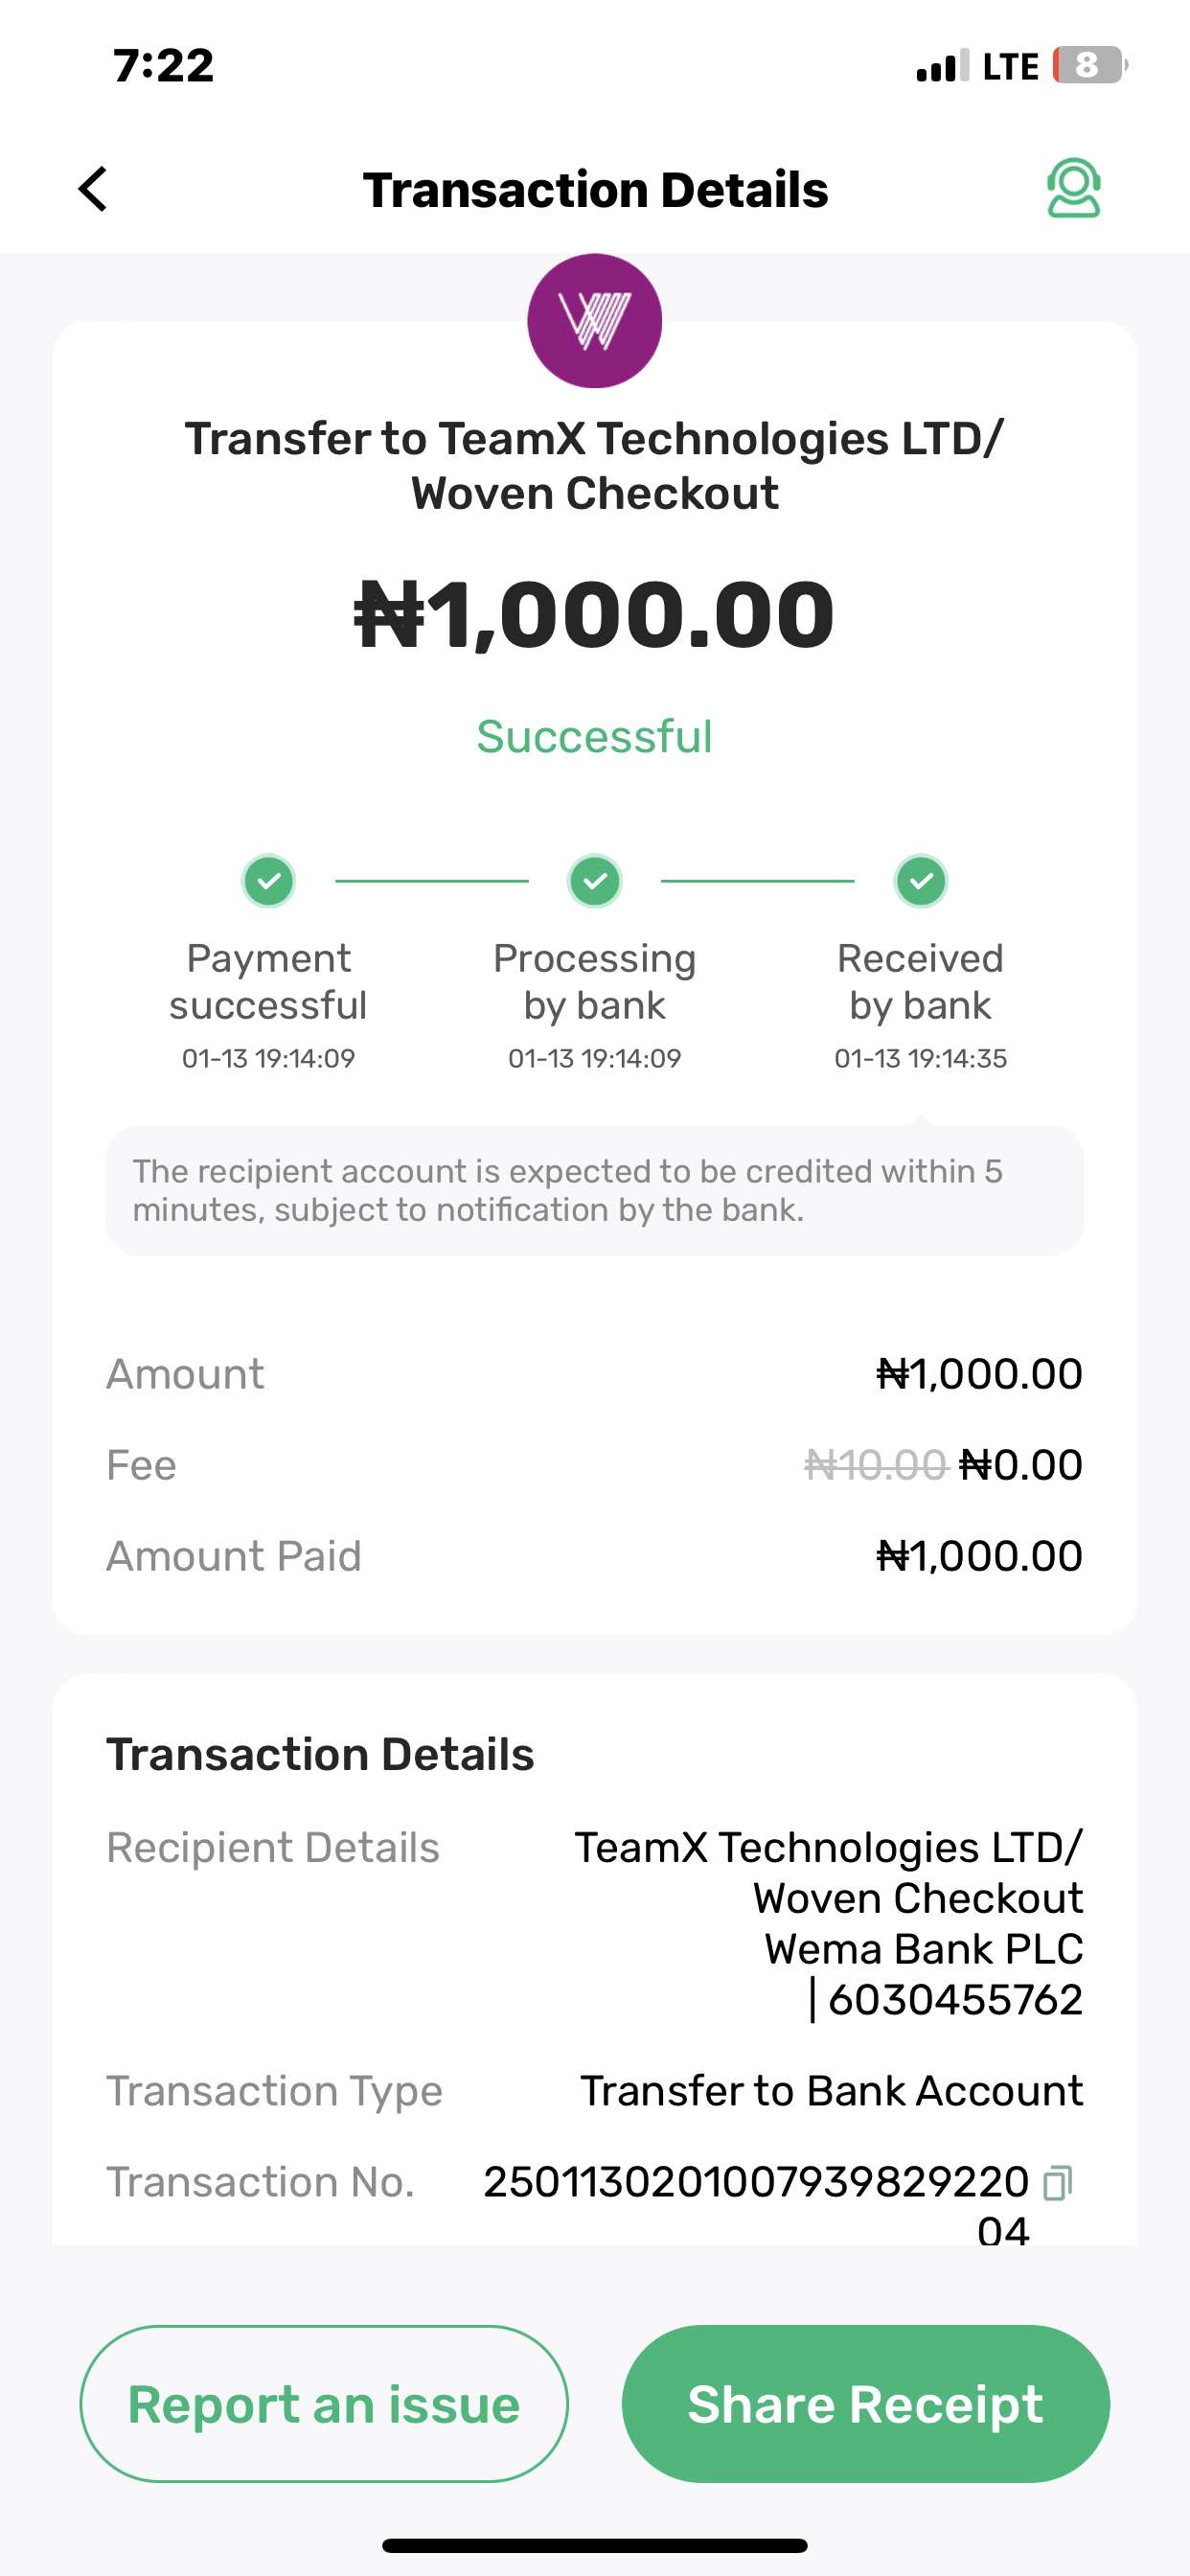 7:22 LTE 8
Transaction Details
Transfer to TeamX Technologies LTD/
Woven Checkout
₦1,000.00
Successful
Payment
successful
01-13 19:14:09
Processing
by bank
01-13 19:14:09
Received
by bank
01-13 19:14:35
The recipient account is expected to be credited within 5
minutes, subject to notification by the bank.
Amount ₦1,000.00
Fee ₦10.00 ₦0.00
Amount Paid ₦1,000.00
Transaction Details
Recipient Details TeamX Technologies LTD/
Woven Checkout
Wema Bank PLC
| 6030455762
Transaction Type Transfer to Bank Account
Transaction No. 2501130201007939829220
04
Report an issue
Share Receipt